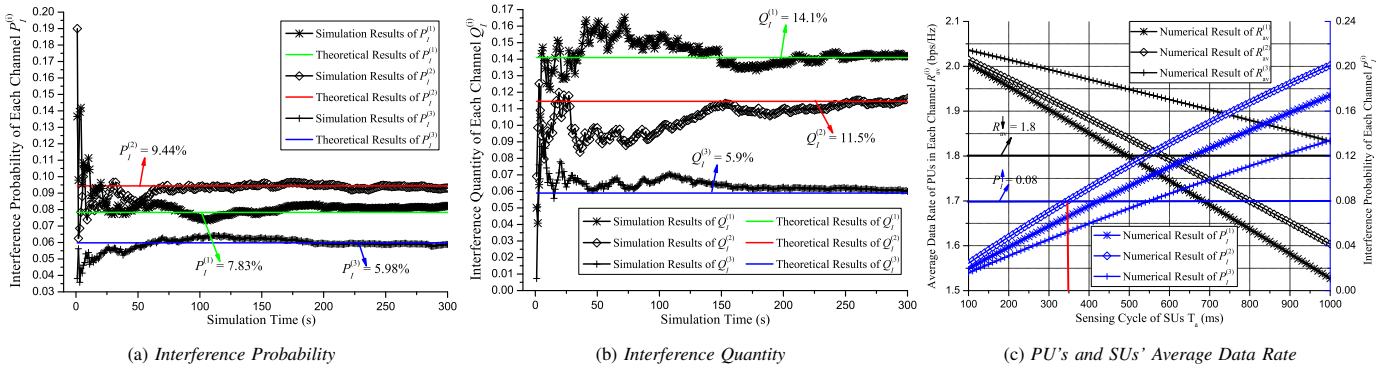 Interference Probability of Each Channel P_I^(i)
0.20
0.19
0.18
0.17
0.16
0.15
0.14
0.13
0.12
0.11
0.10
0.09
0.08
0.07
0.06
0.05
0.04
0.03
Simulation Results of P_I^(1)
Theoretical Results of P_I^(1)
Simulation Results of P_I^(2)
Theoretical Results of P_I^(2)
Simulation Results of P_I^(3)
Theoretical Results of P_I^(3)
P_I^(2) = 9.44%
P_I^(1) = 7.83%
P_I^(3) = 5.98%
0 50 100 150 200 250 300
Simulation Time (s)
(a) Interference Probability
Interference Quantity of Each Channel Q_I^(i)
0.17
0.16
0.15
0.14
0.13
0.12
0.11
0.10
0.09
0.08
0.07
0.06
0.05
0.04
0.03
0.02
0.01
0.00
Q_I^(1) = 14.1%
Q_I^(2) = 11.5%
Q_I^(3) = 5.9%
Simulation Results of Q_I^(1)
Simulation Results of Q_I^(2)
Simulation Results of Q_I^(3)
Theoretical Results of Q_I^(1)
Theoretical Results of Q_I^(2)
Theoretical Results of Q_I^(3)
0 50 100 150 200 250 300
Simulation Time (s)
(b) Interference Quantity
Average Data Rate of PUs in Each Channel R_av^(i) (bps/Hz)
2.1
2.0
1.9
1.8
1.7
1.6
1.5
Numerical Result of R_av^(1)
Numerical Result of R_av^(2)
Numerical Result of R_av^(3)
R_av = 1.8
P_I = 0.08
Numerical Result of P_I^(1)
Numerical Result of P_I^(2)
Numerical Result of P_I^(3)
0.24
0.20
0.16
0.12
0.08
0.04
0.00
Interference Probability of Each Channel P_I^(i)
100 200 300 400 500 600 700 800 900 1000
Sensing Cycle of SUs T_a (ms)
(c) PU's and SUs' Average Data Rate